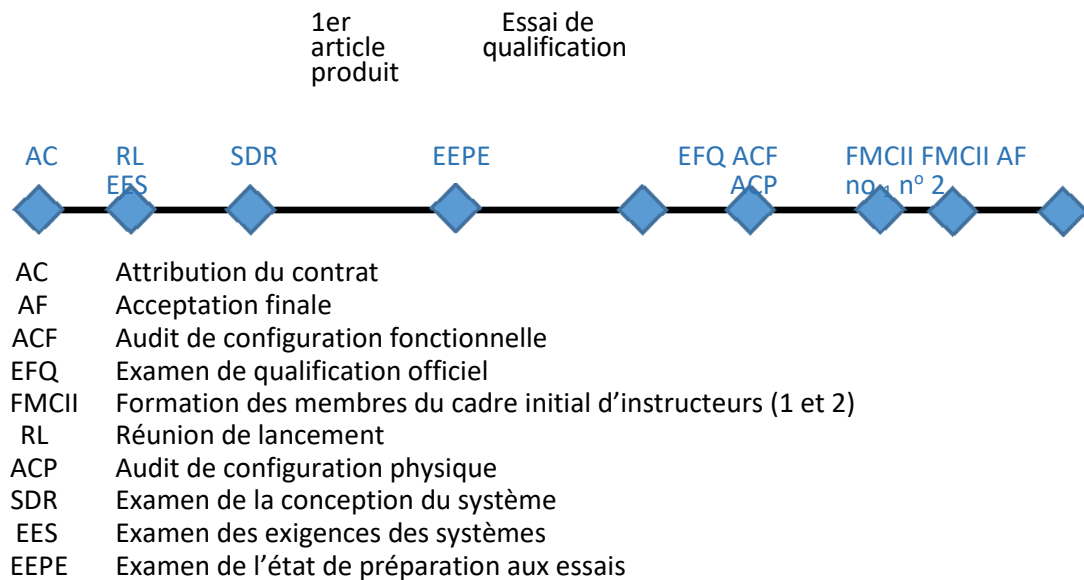 1er
article
produit
Essai de
qualification
AC RL SDR EEPE EFQ ACF FMCII FMCII AF
EES ACP no 1 nº 2
AC Attribution du contrat
AF Acceptation finale
ACF Audit de configuration fonctionnelle
EFQ Examen de qualification officiel
FMCII Formation des membres du cadre initial d’instructeurs (1 et 2)
RL Réunion de lancement
ACP Audit de configuration physique
SDR Examen de la conception du système
EES Examen des exigences des systèmes
EEPE Examen de l’état de préparation aux essais